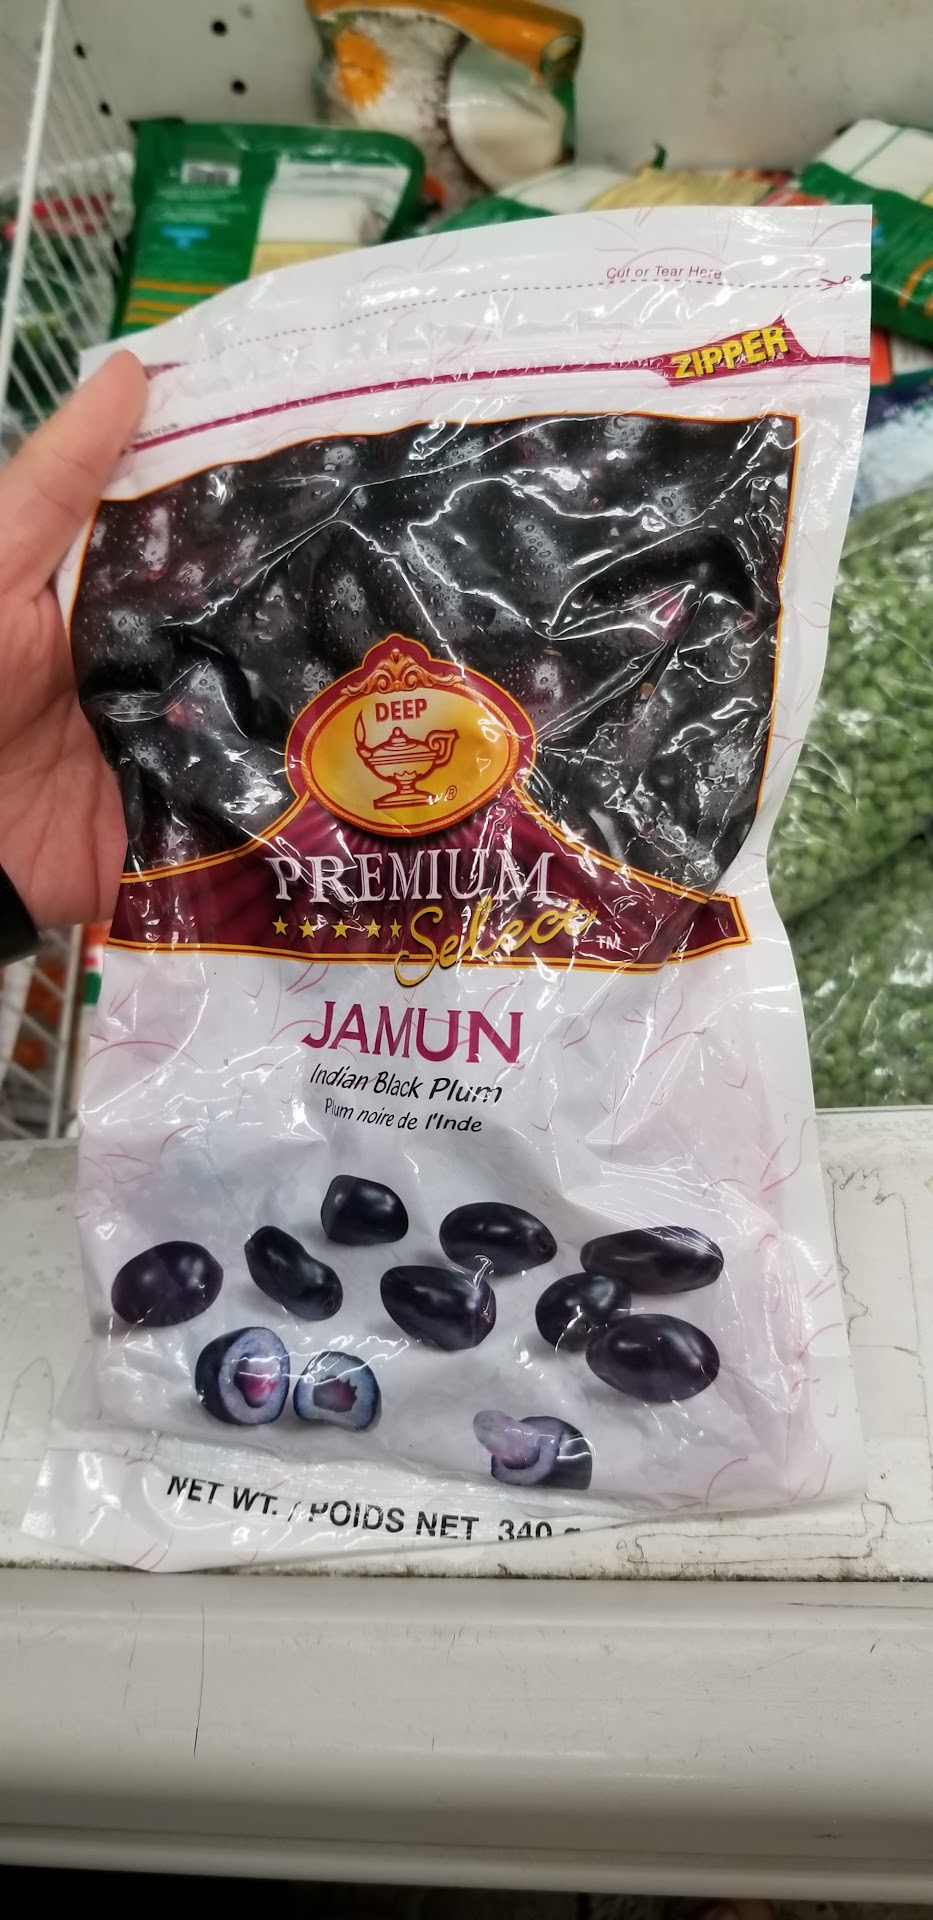 Cut or Tear Here
ZIPPER
DEEP
®
PREMIUM
Select TM
JAMUN
Indian Black Plum
Plum noire de l'Inde
NET WT. / POIDS NET 340 g